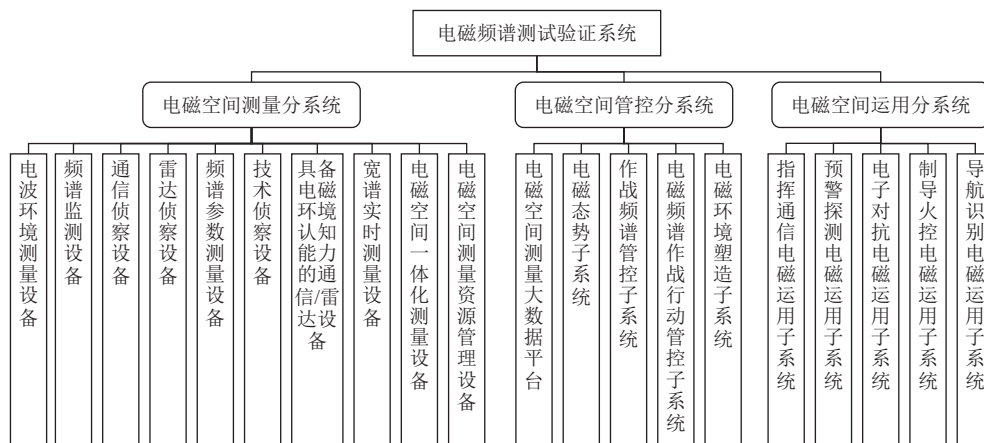 电磁频谱测试验证系统
电磁空间测量分系统
电磁空间管控分系统
电磁空间运用分系统
电波环境测量设备
频谱监测设备
通信侦察设备
雷达侦察设备
频谱参数测量设备
技术侦察设备
具备电磁环境认知能力的通信/雷达设备
宽谱实时测量设备
电磁空间一体化测量设备
电磁空间测量资源管理设备
电磁空间测量大数据平台
电磁态势子系统
作战频谱管控子系统
电磁频谱作战行动管控子系统
电磁环境塑造子系统
指挥通信电磁运用子系统
预警探测电磁运用子系统
电子对抗电磁运用子系统
制导火控电磁运用子系统
导航识别电磁运用子系统